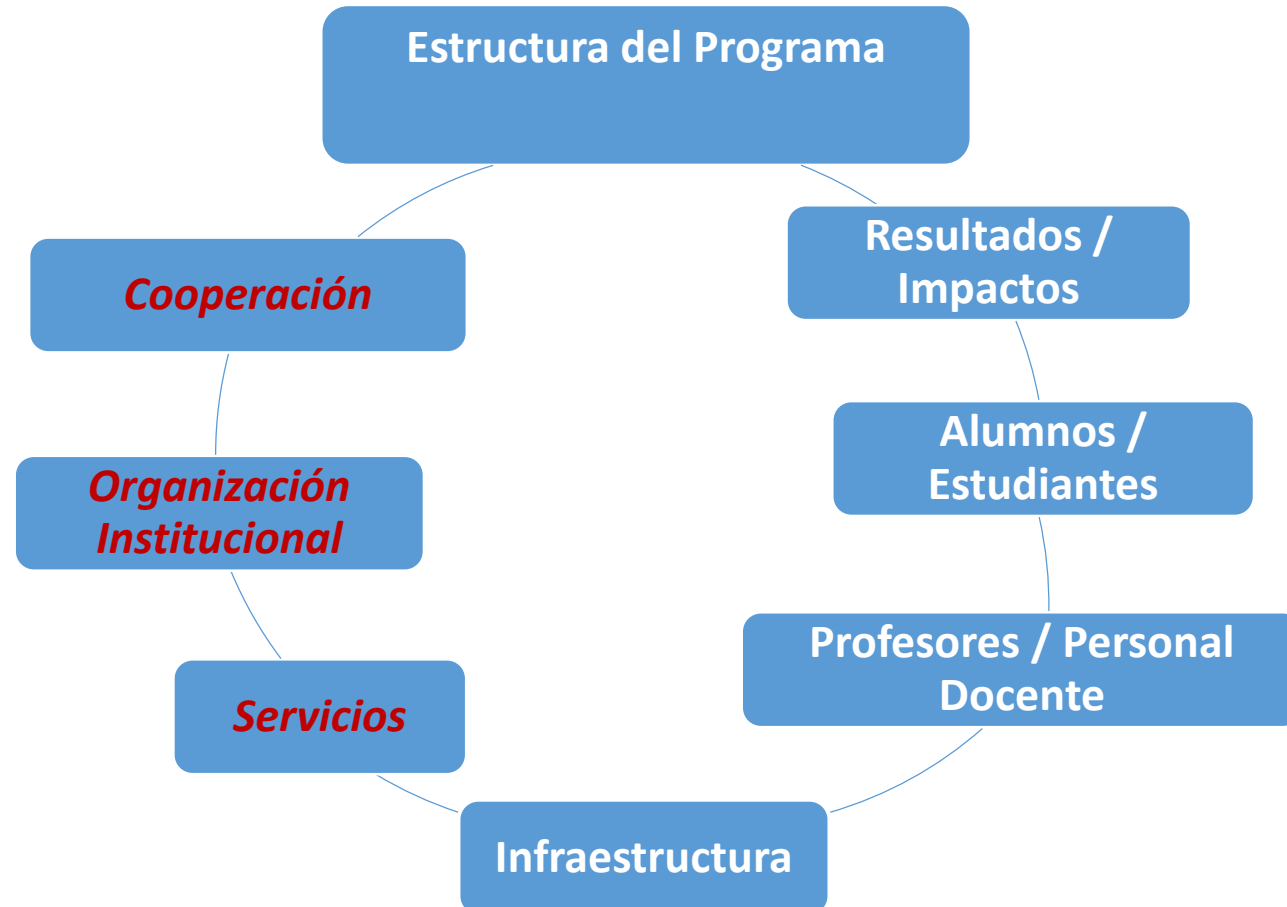 Estructura del Programa
Resultados /
Impactos
Alumnos /
Estudiantes
Profesores / Personal
Docente
Infraestructura
Servicios
Organización
Institucional
Cooperación